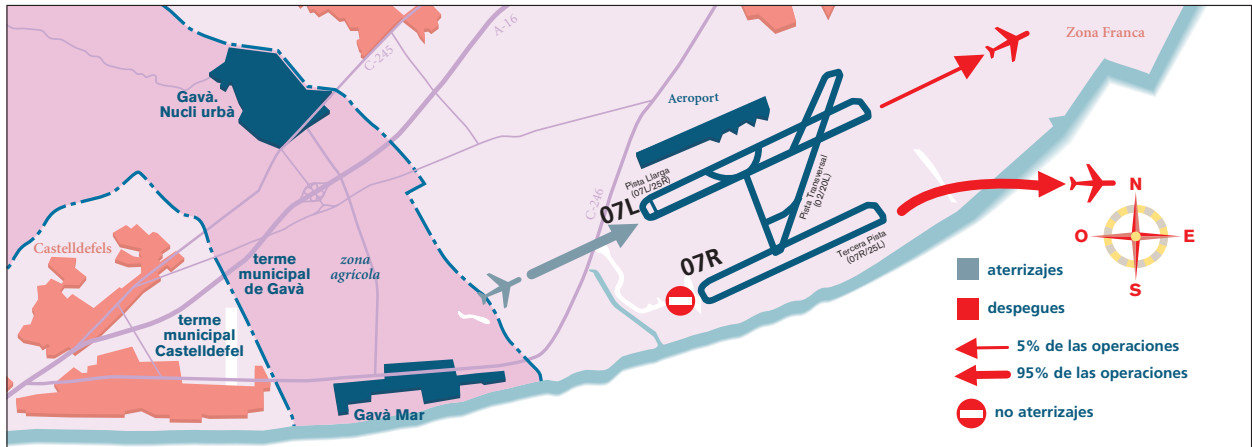 C-245
A-16
Zona Franca
Gavà.
Nucli urbà
Aeroport
Pista Llarga
(07L/25R)
Pista Transversal
(02/20L)
07L
C-246
Tercera Pista
(07R/25L)
07R
Castelldefels
terme
municipal
de Gavà
zona
agrícola
terme
municipal
Castelldefel
Gavà Mar
N
O
E
S
aterrizajes
despegues
5% de las operaciones
95% de las operaciones
no aterrizajes